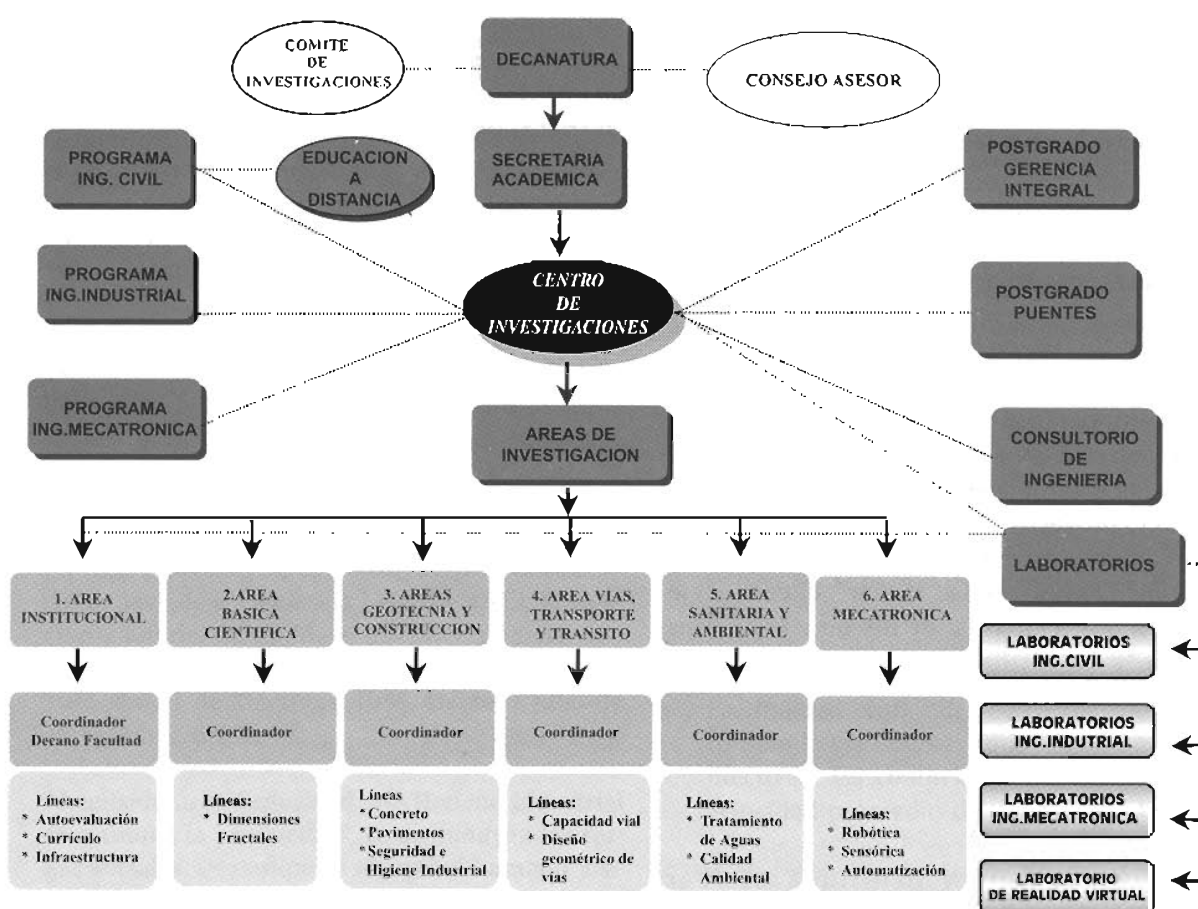 COMITE
DE
INVESTIGACIONES
DECANATURA
CONSEJO ASESOR
PROGRAMA
ING. CIVIL
EDUCACION
A
DISTANCIA
SECRETARIA
ACADEMICA
POSTGRADO
GERENCIA
INTEGRAL
PROGRAMA
ING.INDUSTRIAL
CENTRO
DE
INVESTIGACIONES
POSTGRADO
PUENTES
PROGRAMA
ING.MECATRONICA
AREAS DE
INVESTIGACION
CONSULTORIO
DE
INGENIERIA
LABORATORIOS
1. AREA
INSTITUCIONAL
2.AREA
BASICA
CIENTIFICA
3. AREAS
GEOTECNIA Y
CONSTRUCCION
4. AREA VIAS,
TRANSPORTE
Y TRANSITO
5. AREA
SANITARIA Y
AMBIENTAL
6. AREA
MECATRONICA
LABORATORIOS
ING.CIVIL
Coordinador
Decano Facultad
Coordinador
Coordinador
Coordinador
Coordinador
Coordinador
LABORATORIOS
ING.INDUTRIAL
Líneas:
* Autoevaluación
* Currículo
* Infraestructura
Líneas:
* Dimensiones
Fractales
Líneas
* Concreto
* Pavimentos
* Seguridad e
Higiene Industrial
Líneas:
* Capacidad vial
* Diseño
geométrico de
vías
Líneas:
* Tratamiento
de Aguas
* Calidad
Ambiental
Líneas:
* Robòtica
* Sensórica
* Automatización
LABORATORIOS
ING.MECATRONICA
LABORATORIO
DE REALIDAD VIRTUAL